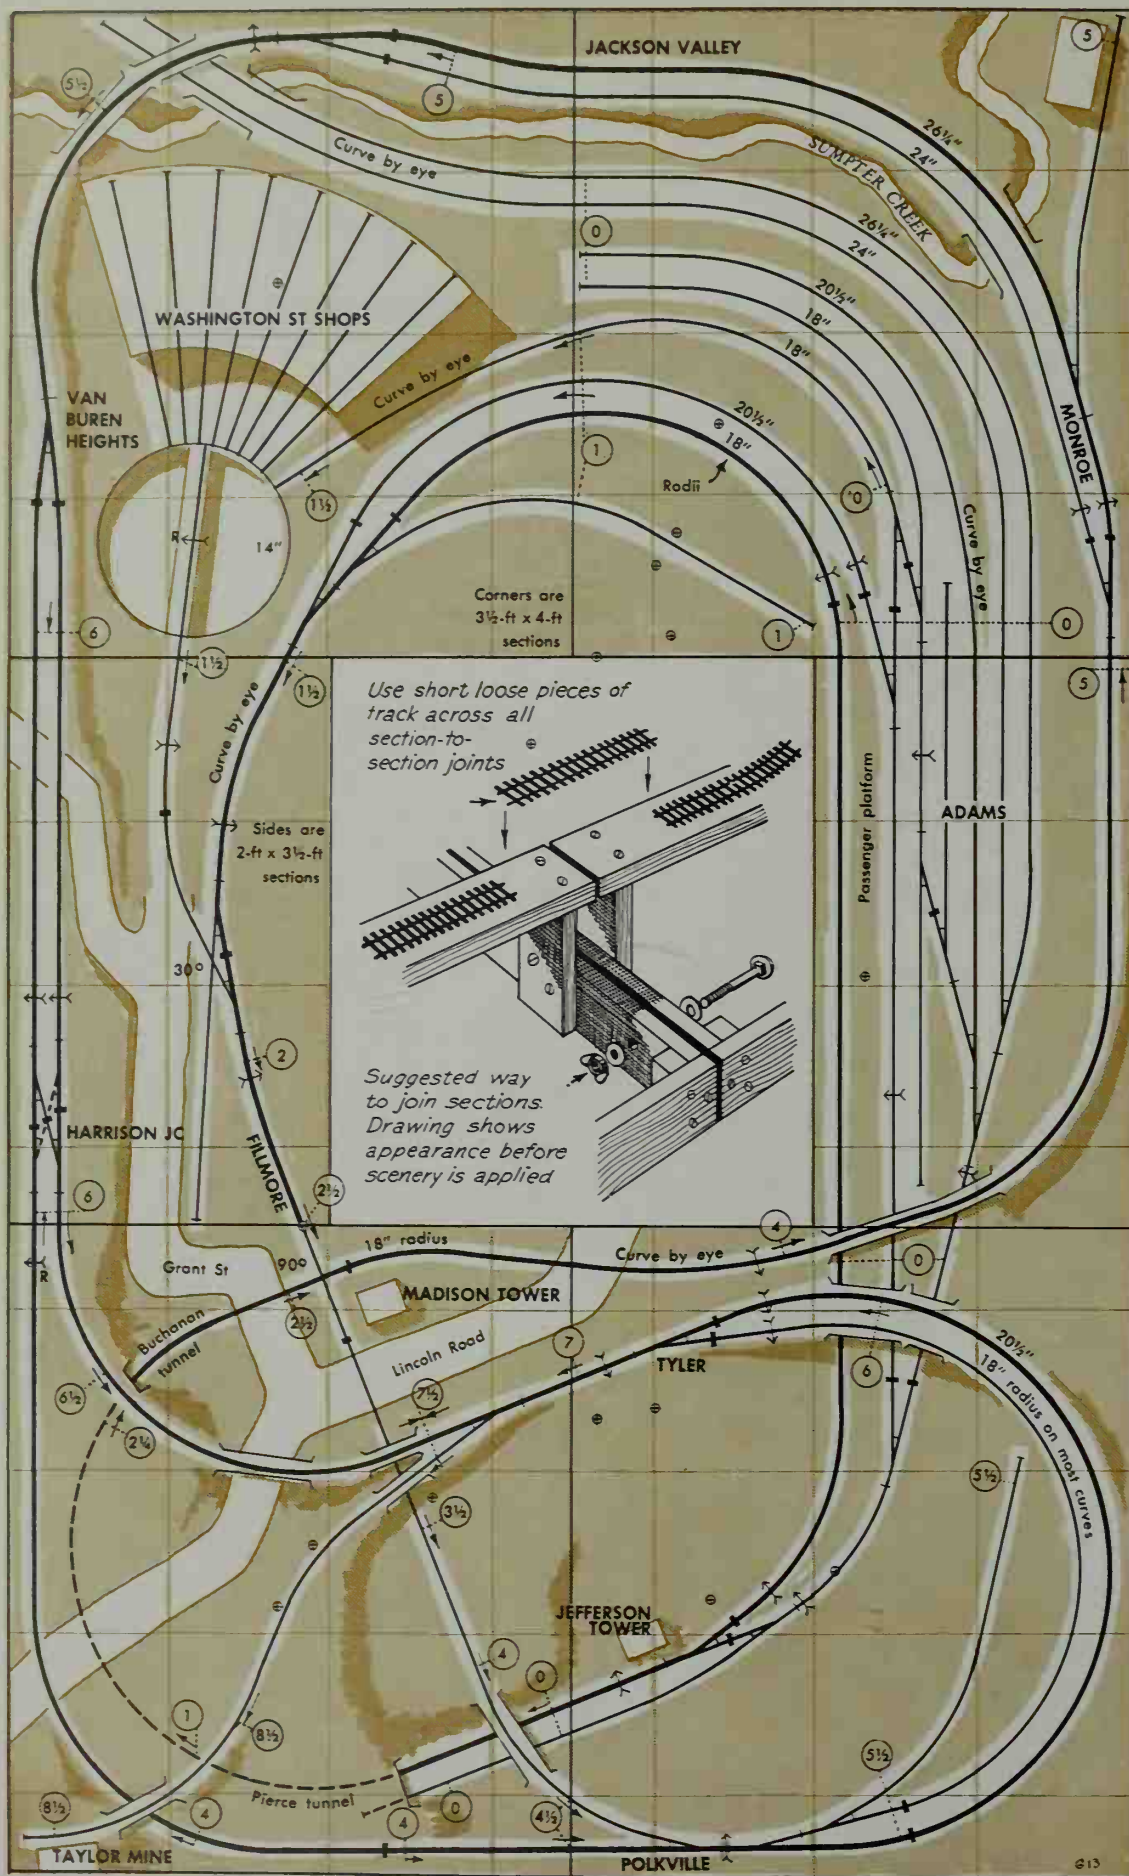 JACKSON VALLEY
5
5½
5
26¼"
24"
Curve by eye
SUMPTER CREEK
0
26¼"
24"
WASHINGTON ST SHOPS
20½"
18"
18"
Curve by eye
VAN
BUREN
HEIGHTS
MONROE
20½"
18"
1
Radii
0
1½
R
14"
Curve by eye
Corners are
3½-ft x 4-ft
sections
6
1
0
1½
1½
5
Curve by eye
Use short loose pieces of
track across all
section-to-
section joints
Passenger platform
ADAMS
Sides are
2-ft x 3½-ft
sections
30°
2
Suggested way
to join sections.
Drawing shows
appearance before
scenery is applied
HARRISON JC
FILLMORE
6
2½
4
18" radius
Curve by eye
0
R
Grant St
90°
2½
MADISON TOWER
Buchanan
tunnel
Lincoln Road
7
TYLER
6
20½"
18" radius on most curves
6½
7½
2¼
5½
3½
JEFFERSON
TOWER
4
0
1
8½
5½
Pierce tunnel
0
8½
4
4
4½
TAYLOR MINE
POLKVILLE
613